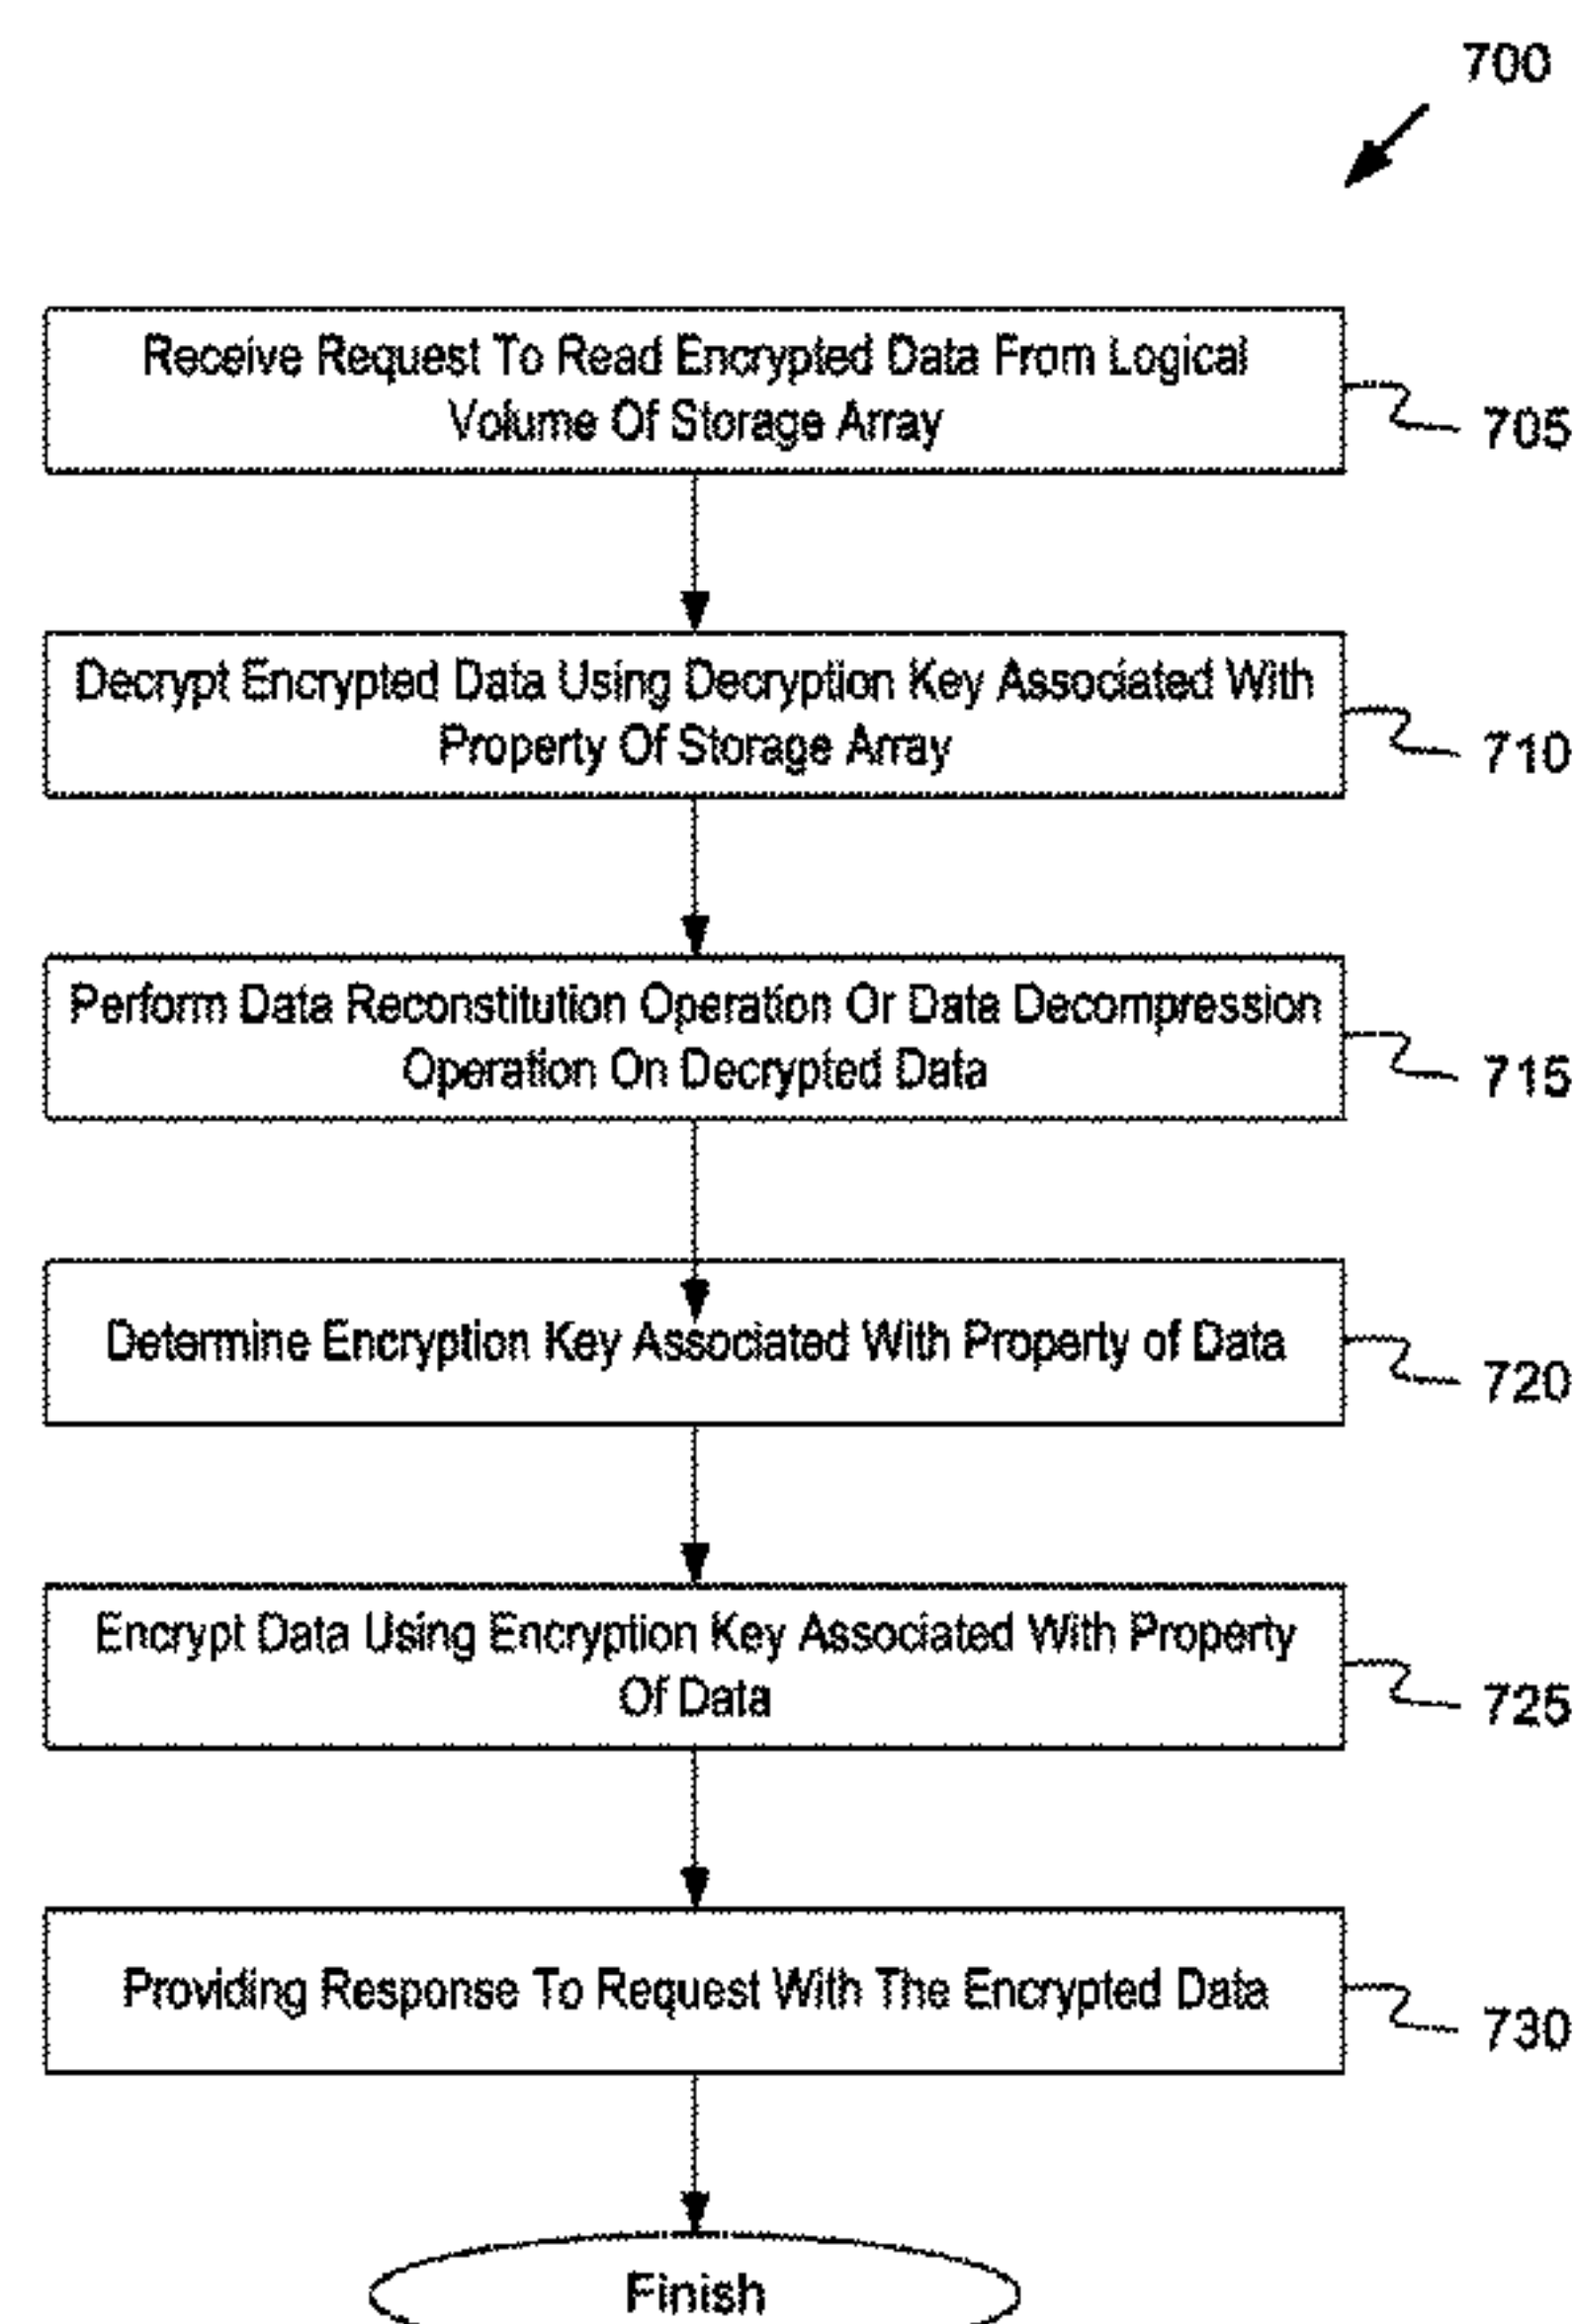 700
Receive Request To Read Encrypted Data From Logical
Volume Of Storage Array
705
Decrypt Encrypted Data Using Decryption Key Associated With
Property Of Storage Array
710
Perform Data Reconstitution Operation Or Data Decompression
Operation On Decrypted Data
715
Determine Encryption Key Associated With Property of Data
720
Encrypt Data Using Encryption Key Associated With Property
Of Data
725
Providing Response To Request With The Encrypted Data
730
Finish